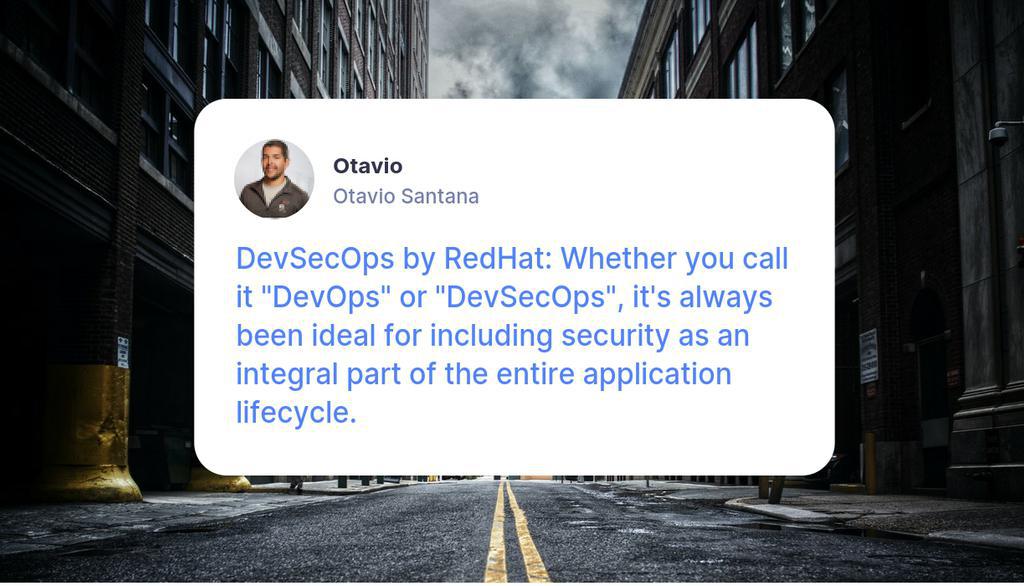 Otavio
Otavio Santana
DevSecOps by RedHat: Whether you call
it "DevOps" or "DevSecOps", it's always
been ideal for including security as an
integral part of the entire application
lifecycle.